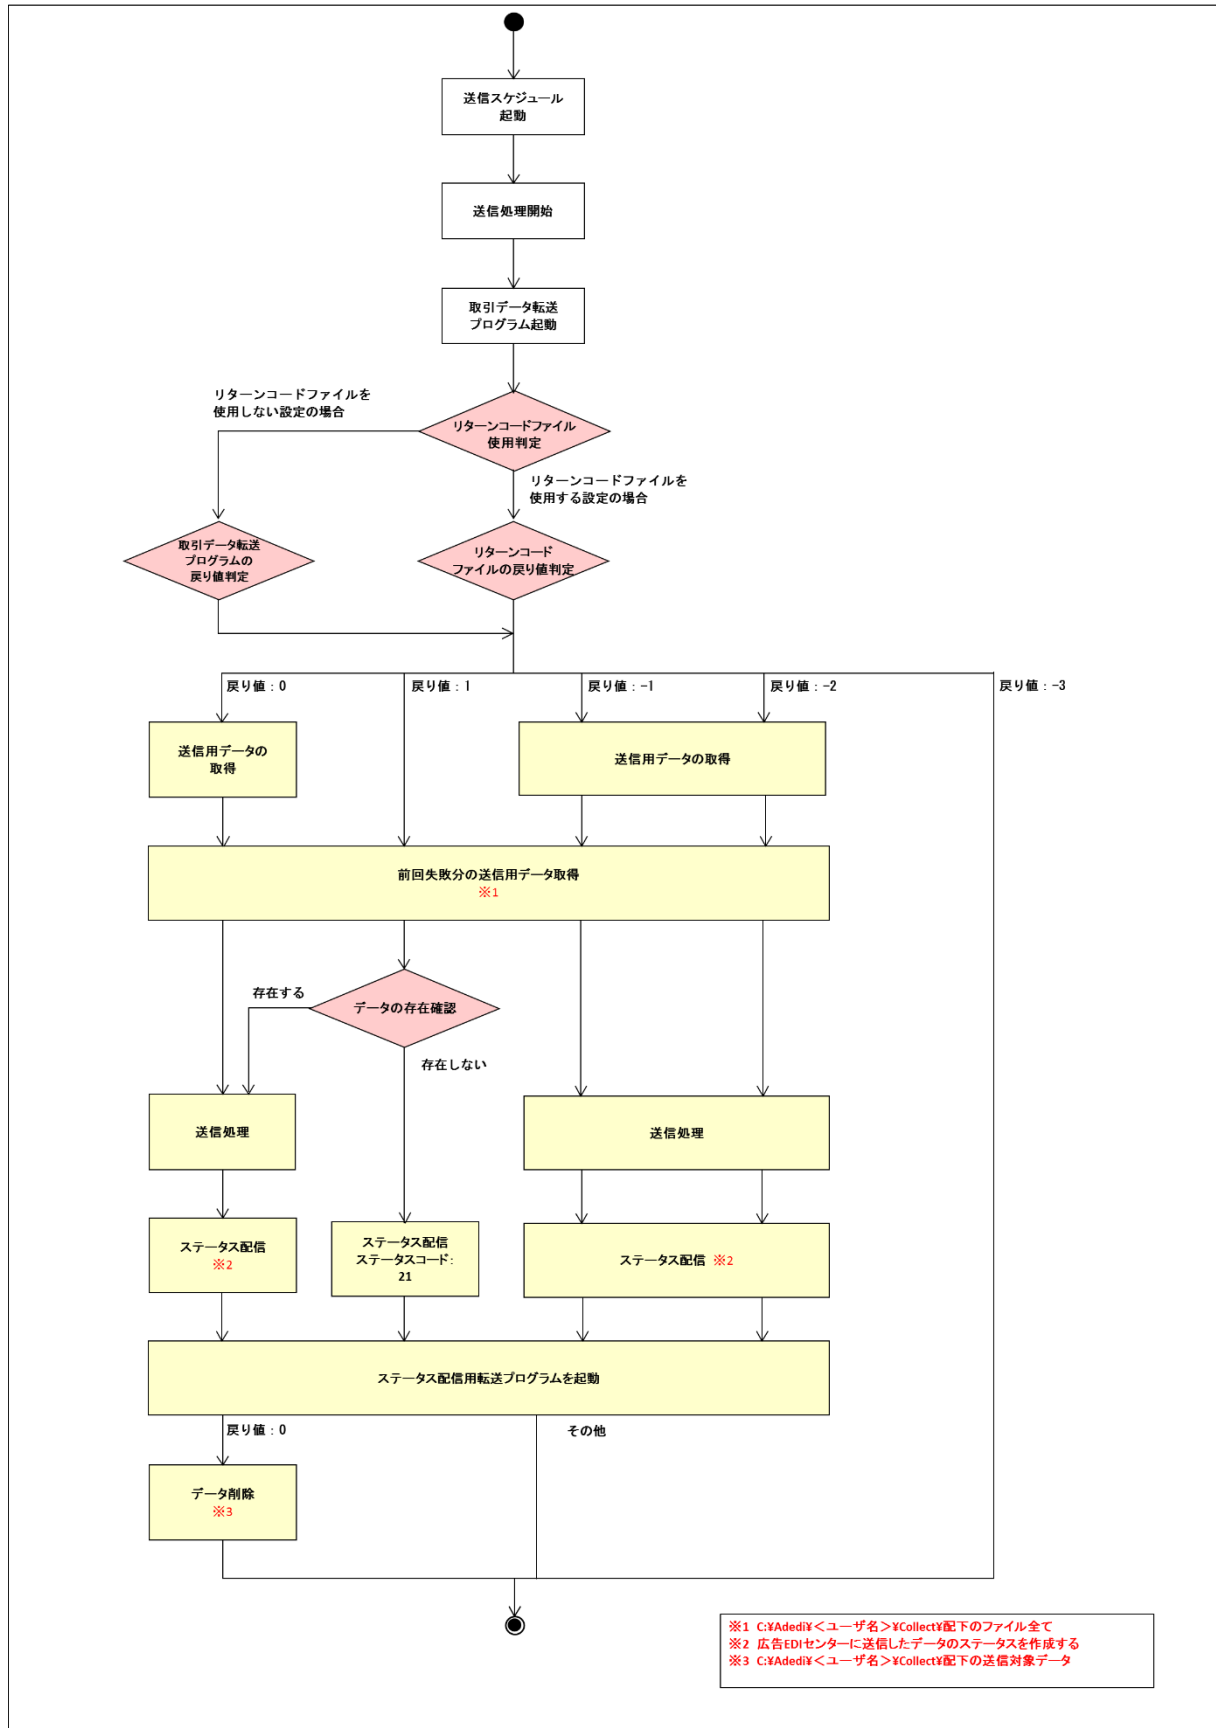 送信スケジュール
起動
送信処理開始
取引データ転送
プログラム起動
リターンコードファイルを
使用しない設定の場合
リターンコードファイル
使用判定
リターンコードファイルを
使用する設定の場合
取引データ転送
プログラムの
戻り値判定
リターンコード
ファイルの戻り値判定
戻り値：0
戻り値：1
戻り値：-1
戻り値：-2
戻り値：-3
送信用データの
取得
送信用データの取得
前回失敗分の送信用データ取得
※1
存在する
データの存在確認
存在しない
送信処理
送信処理
ステータス配信
※2
ステータス配信
ステータスコード：
21
ステータス配信 ※2
ステータス配信用転送プログラムを起動
戻り値：0
その他
データ削除
※3
※1 C:¥Adedi¥＜ユーザ名＞¥Collect¥配下のファイル全て
※2 広告EDIセンターに送信したデータのステータスを作成する
※3 C:¥Adedi¥＜ユーザ名＞¥Collect¥配下の送信対象データ